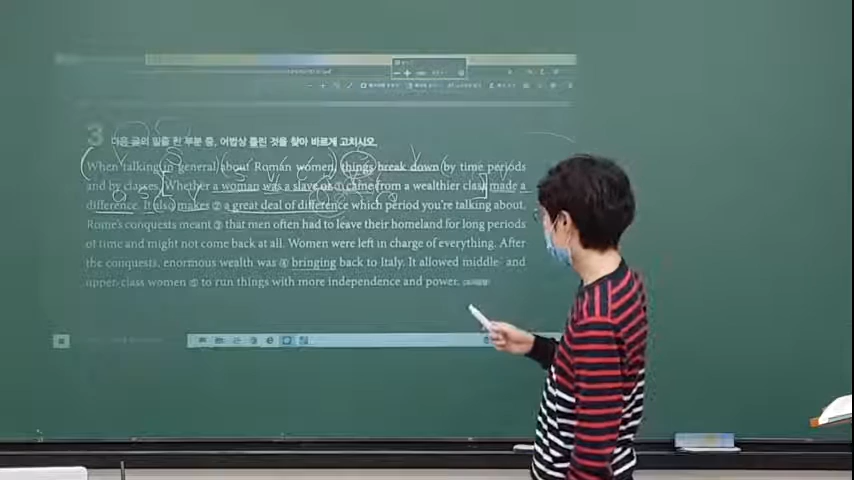 3 다음 글의 밑줄 친 부분 중, 어법상 틀린 것을 찾아 바르게 고치시오.
When talking in general about Roman women, things break down by time periods
and by classes. Whether a woman was a slave or ① came from a wealthier class made a
difference. It also makes ② a great deal of difference which period you're talking about.
Rome's conquests meant ③ that men often had to leave their homeland for long periods
of time and might not come back at all. Women were left in charge of everything. After
the conquests, enormous wealth was ④ bringing back to Italy. It allowed middle- and
upper-class women ⑤ to run things with more independence and power.